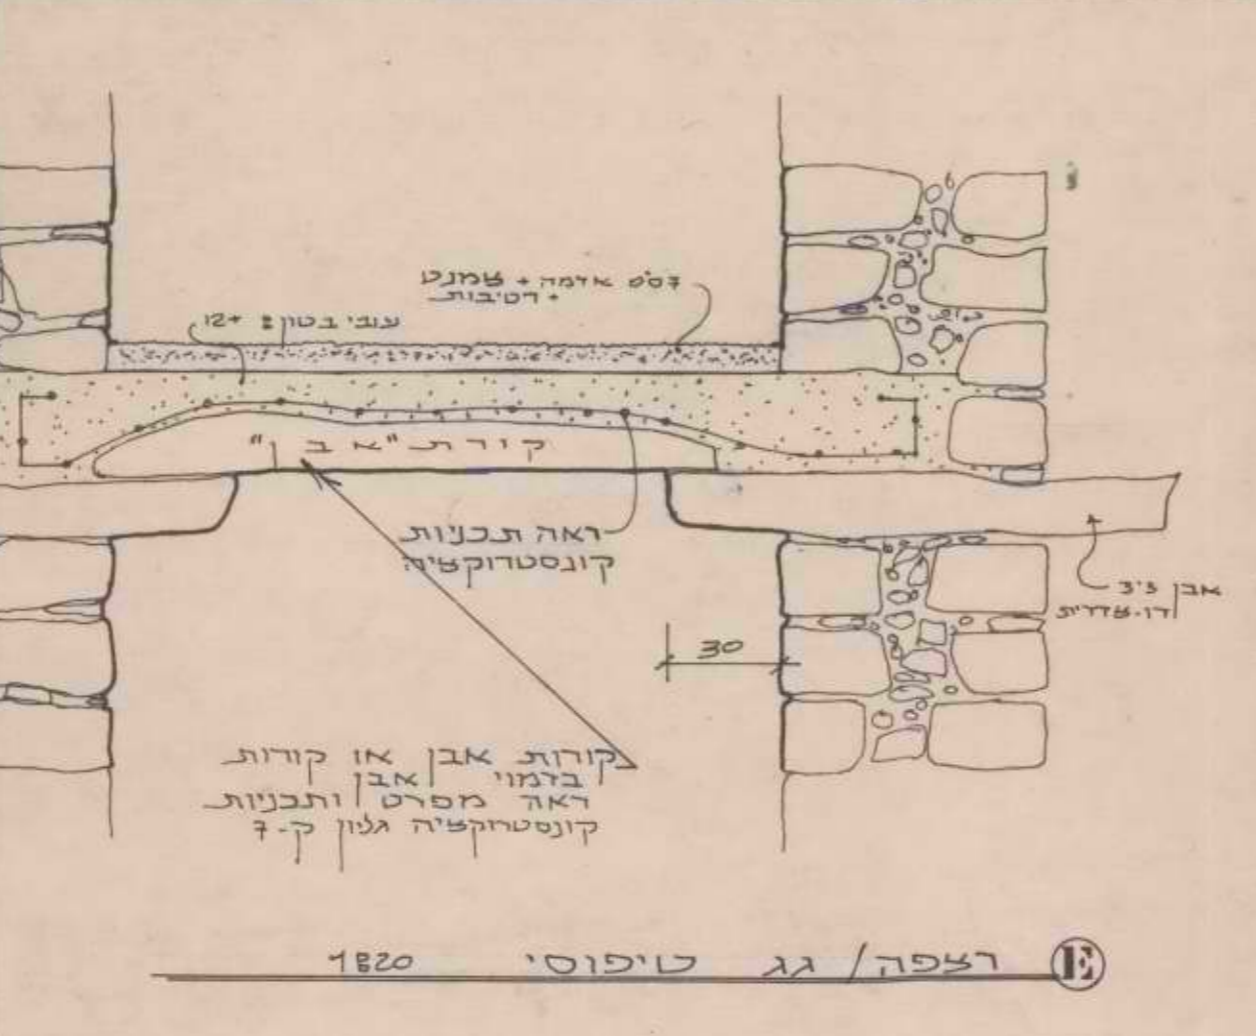 אדמה + צמנט
+ רטיבות
עובי בטון: 12+
קורת "אבן"
ראה תכניות
קונסטרוקציה
אבן
דו-צדדית
30
קורות אבן או קורות
בדמוי אבן
ראה מפרט ותכניות
קונסטרוקציה גליון ק-7
רצפה/גג טיפוסי 1:20
E